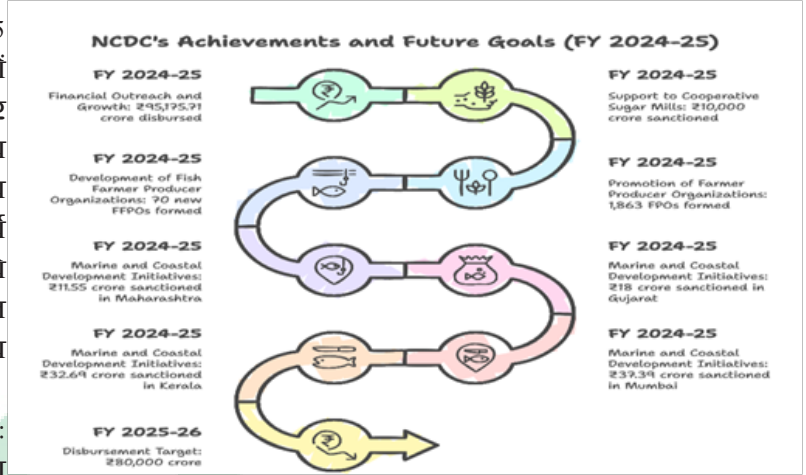 NCDC's Achievements and Future Goals (FY 2024-25)
FY 2024-25
Financial Outreach and
Growth: ₹95,175.71
crore disbursed
FY 2024-25
Support to Cooperative
Sugar Mills: ₹10,000
crore sanctioned
FY 2024-25
Development of Fish
Farmer Producer
Organizations: 70 new
FFPOs formed
FY 2024-25
Promotion of Farmer
Producer Organizations:
1,863 FPOs formed
FY 2024-25
Marine and Coastal
Development Initiatives:
₹11.55 crore sanctioned
in Maharashtra
FY 2024-25
Marine and Coastal
Development Initiatives:
₹18 crore sanctioned in
Gujarat
FY 2024-25
Marine and Coastal
Development Initiatives:
₹32.69 crore sanctioned
in Kerala
FY 2024-25
Marine and Coastal
Development Initiatives:
₹37.39 crore sanctioned
in Mumbai
FY 2025-26
Disbursement Target:
₹80,000 crore